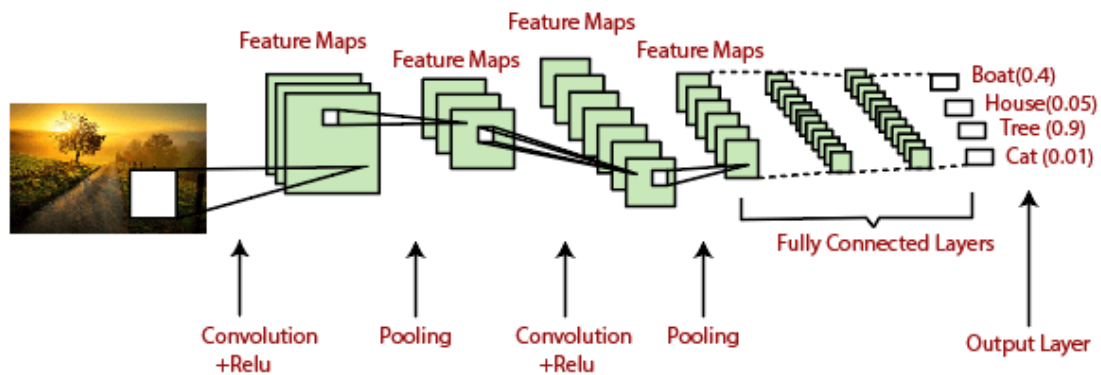 Feature Maps
Feature Maps
Feature Maps
Feature Maps
Boat(0.4)
House(0.05)
Tree (0.9)
Cat (0.01)
Fully Connected Layers
Convolution
+Relu
Pooling
Convolution
+Relu
Pooling
Output Layer